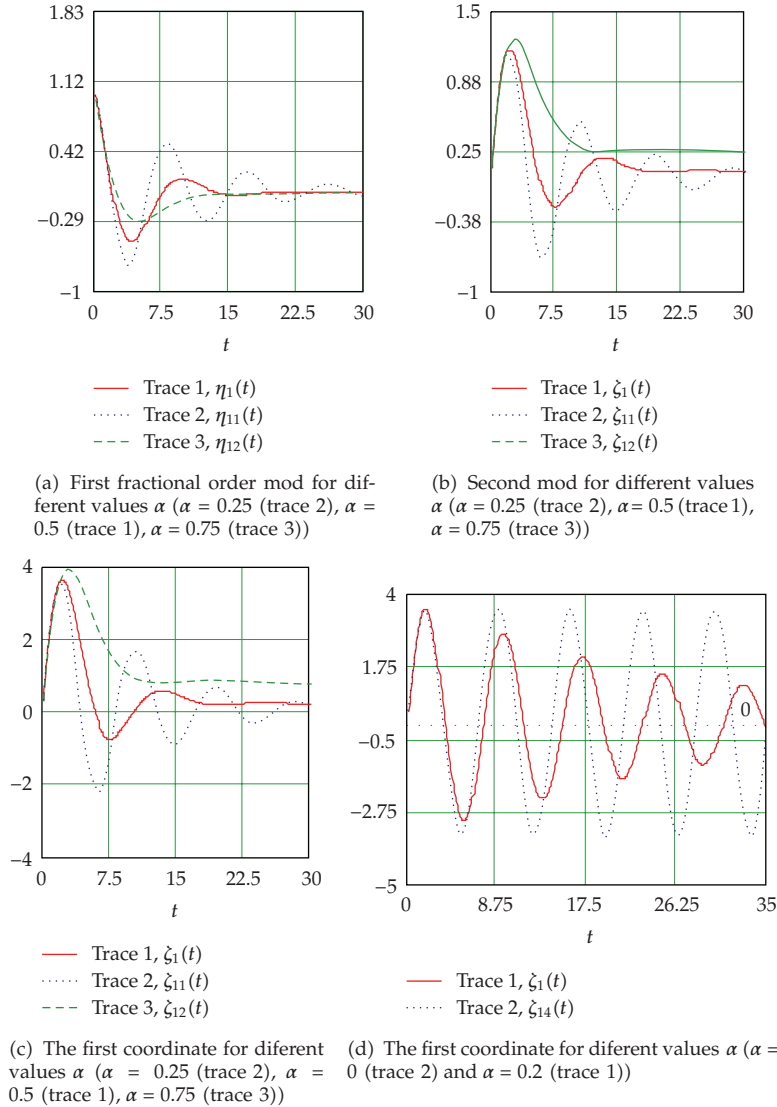 1.83
1.12
0.42
−0.29
−1
0 7.5 15 22.5 30
t
Trace 1, η1(t)
Trace 2, η11(t)
Trace 3, η12(t)
(a) First fractional order mod for dif-
ferent values α (α = 0.25 (trace 2), α =
0.5 (trace 1), α = 0.75 (trace 3))
1.5
0.88
0.25
−0.38
−1
0 7.5 15 22.5 30
t
Trace 1, ζ1(t)
Trace 2, ζ11(t)
Trace 3, ζ12(t)
(b) Second mod for different values
α (α = 0.25 (trace 2), α = 0.5 (trace 1),
α = 0.75 (trace 3))
4
2
0
−2
−4
0 7.5 15 22.5 30
t
Trace 1, ζ1(t)
Trace 2, ζ11(t)
Trace 3, ζ12(t)
(c) The first coordinate for diferent
values α (α = 0.25 (trace 2), α =
0.5 (trace 1), α = 0.75 (trace 3))
4
1.75
−0.5
−2.75
−5
0
0 8.75 17.5 26.25 35
t
Trace 1, ζ1(t)
Trace 2, ζ14(t)
(d) The first coordinate for diferent values α (α =
0 (trace 2) and α = 0.2 (trace 1))